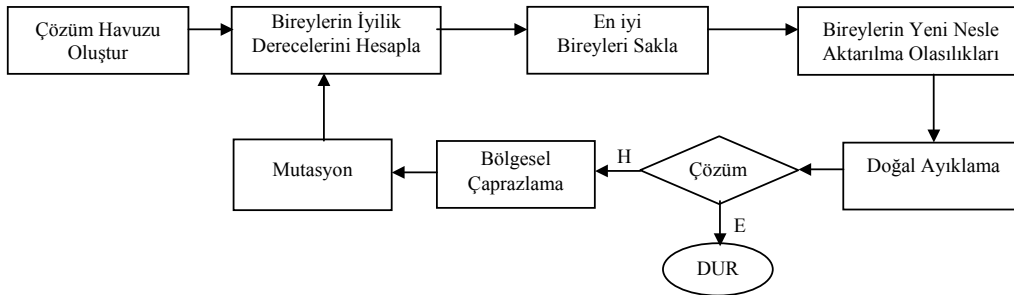 Çözüm Havuzu
Oluştur
Bireylerin İyilik
Derecelerini Hesapla
En iyi
Bireyleri Sakla
Bireylerin Yeni Nesle
Aktarılma Olasılıkları
Doğal Ayıklama
Çözüm
H
Bölgesel
Çaprazlama
Mutasyon
E
DUR